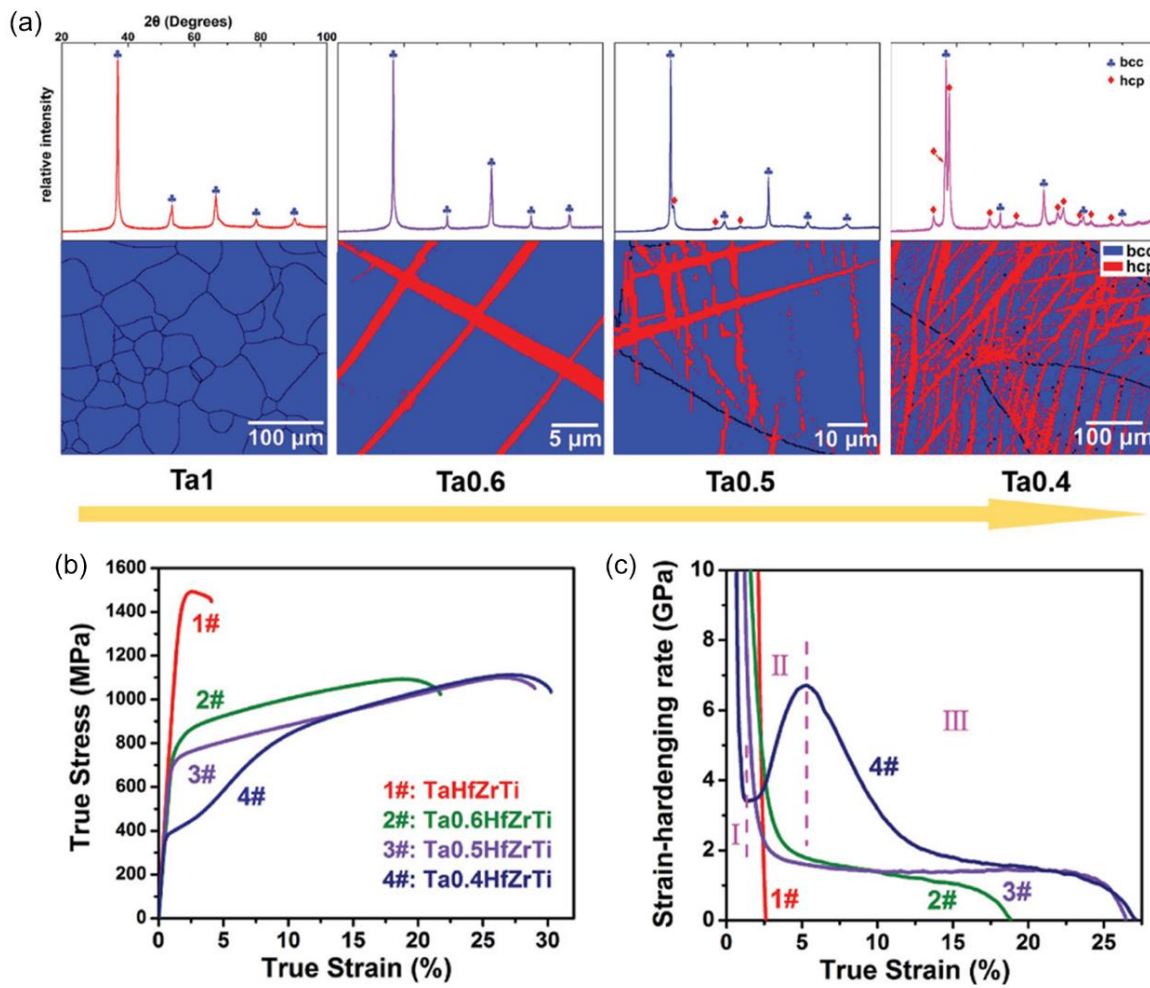 (a)
2θ (Degrees)
20 40 60 80 100
relative intensity
bcc
hcp
bcc
hcp
100 μm
5 μm
10 μm
100 μm
Ta1 Ta0.6 Ta0.5 Ta0.4
(b)
True Stress (MPa)
1600
1400
1200
1000
800
600
400
200
0
1#
2#
3#
4#
1#: TaHfZrTi
2#: Ta0.6HfZrTi
3#: Ta0.5HfZrTi
4#: Ta0.4HfZrTi
0 5 10 15 20 25 30
True Strain (%)
(c)
Strain-hardenging rate (GPa)
10
8
6
4
2
0
I
II
III
4#
1#
2#
3#
0 5 10 15 20 25
True Strain (%)